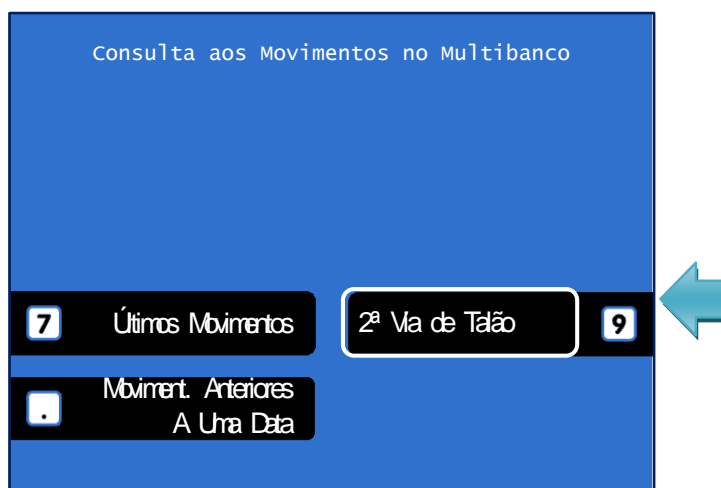 Consulta aos Movimentos no Multibanco
7 Últimos Movimentos
2ª Via de Talão 9
. Moviment. Anteriores
A Uma Data